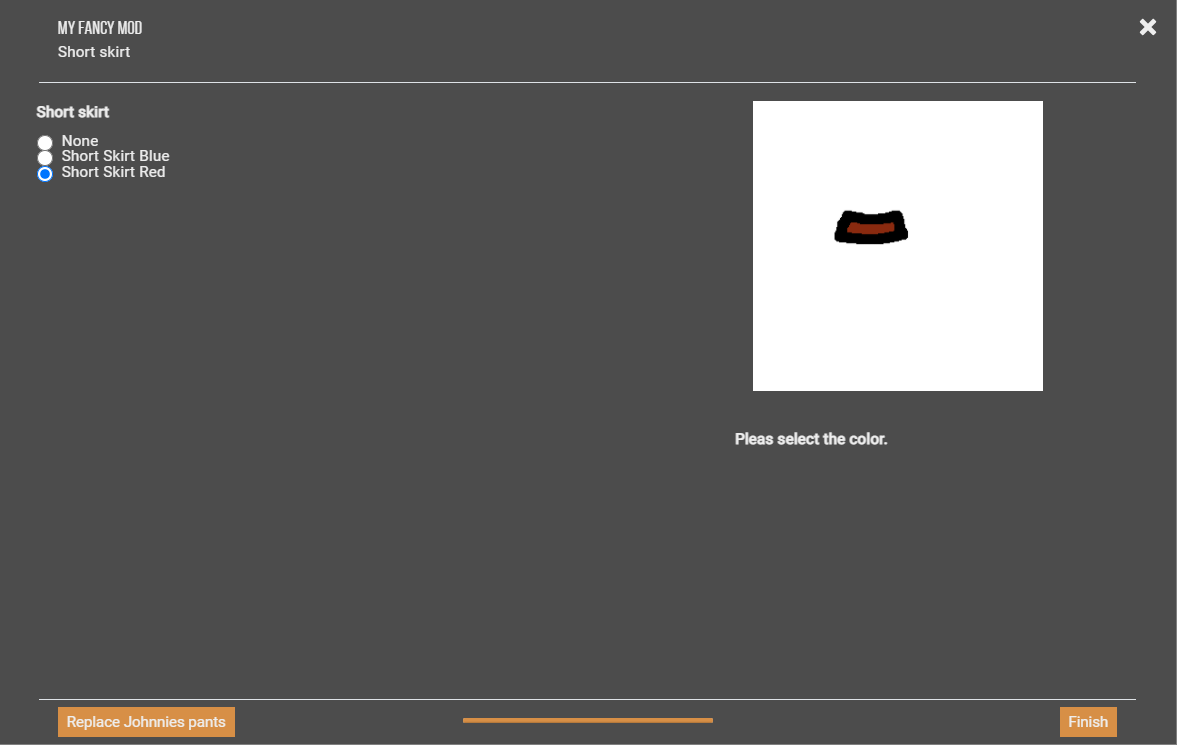 MY FANCY MOD
Short skirt
Short skirt
None
Short Skirt Blue
Short Skirt Red
Pleas select the color.
Replace Johnnies pants
Finish